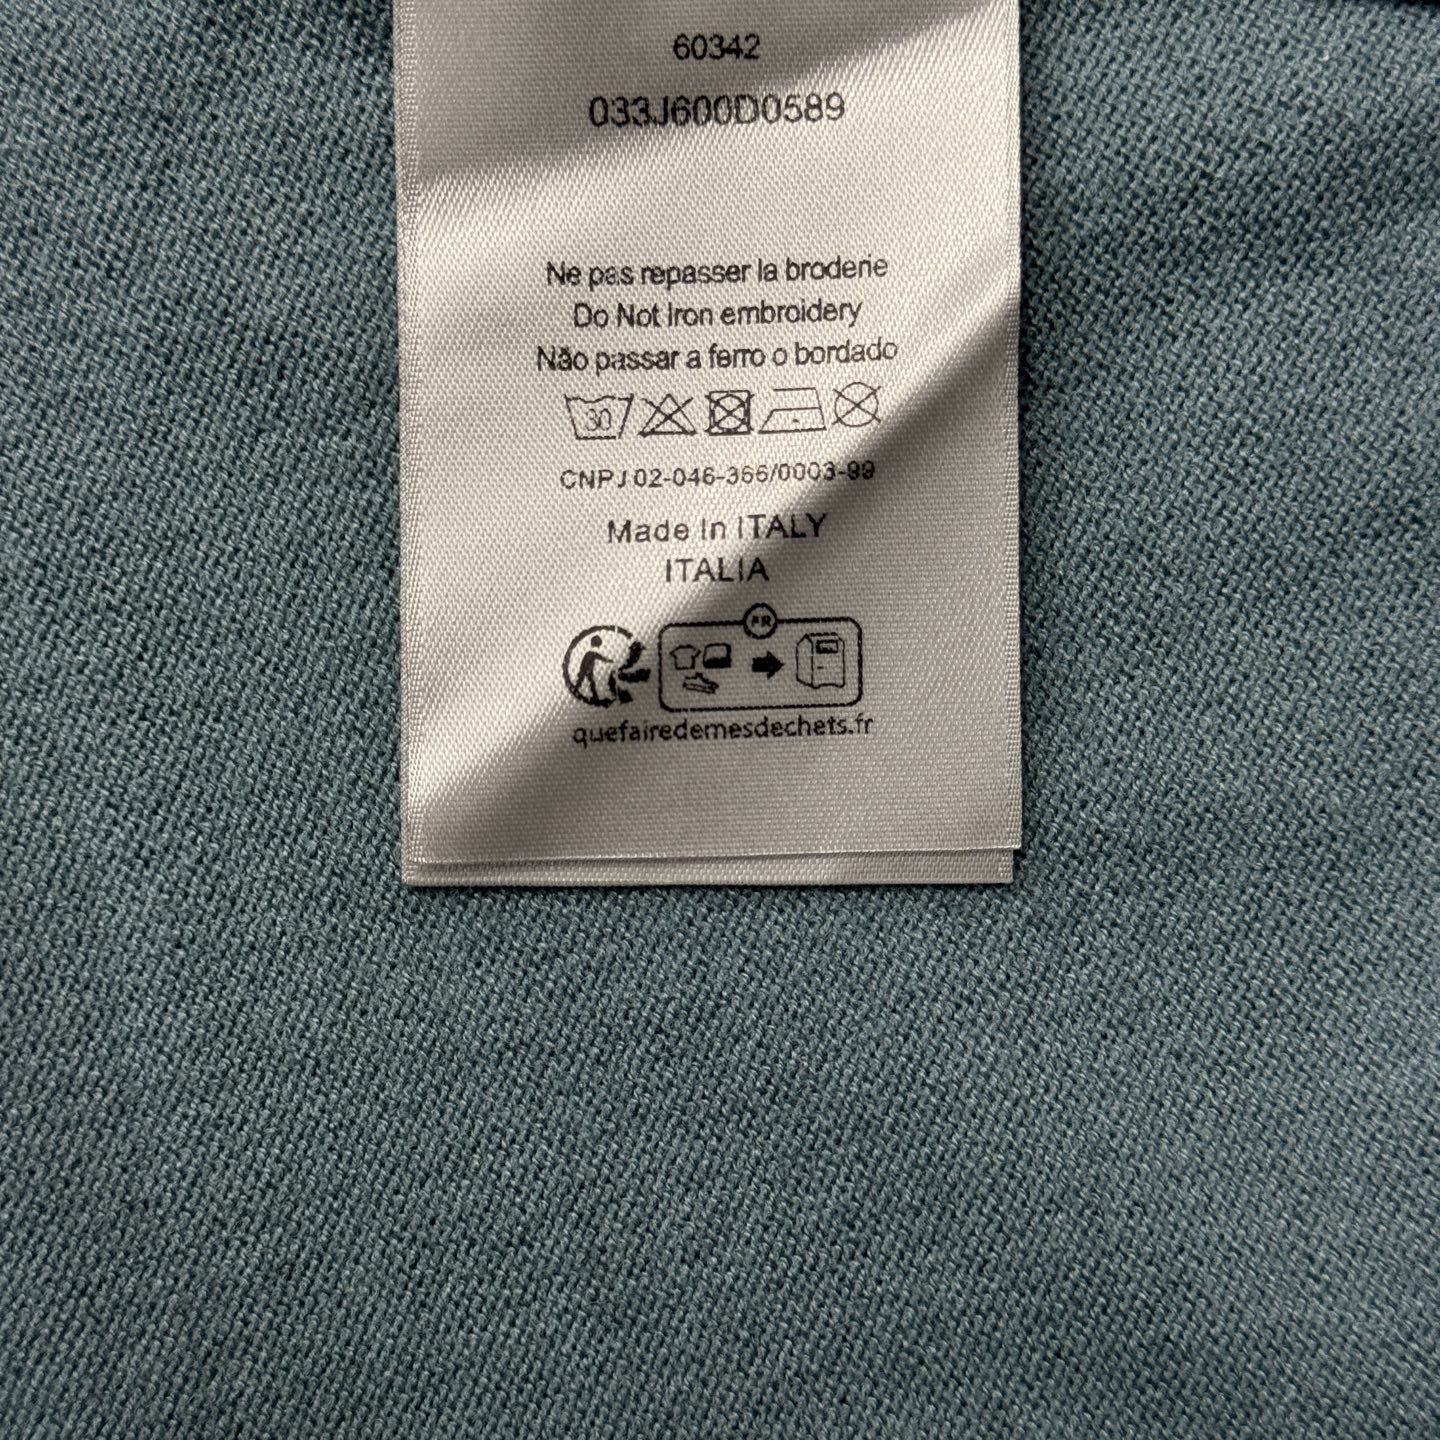 60342
033J600D0589
Ne pas repasser la broderie
Do Not Iron embroidery
Não passar a ferro o bordado
30
CNPJ 02-046-366/0003-99
Made In ITALY
ITALIA
FR
quefairedemesdechets.fr